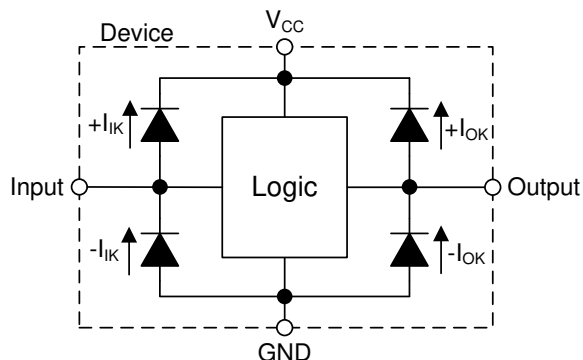 Device
V_CC
+I_IK
+I_OK
Input
Logic
Output
-I_IK
-I_OK
GND